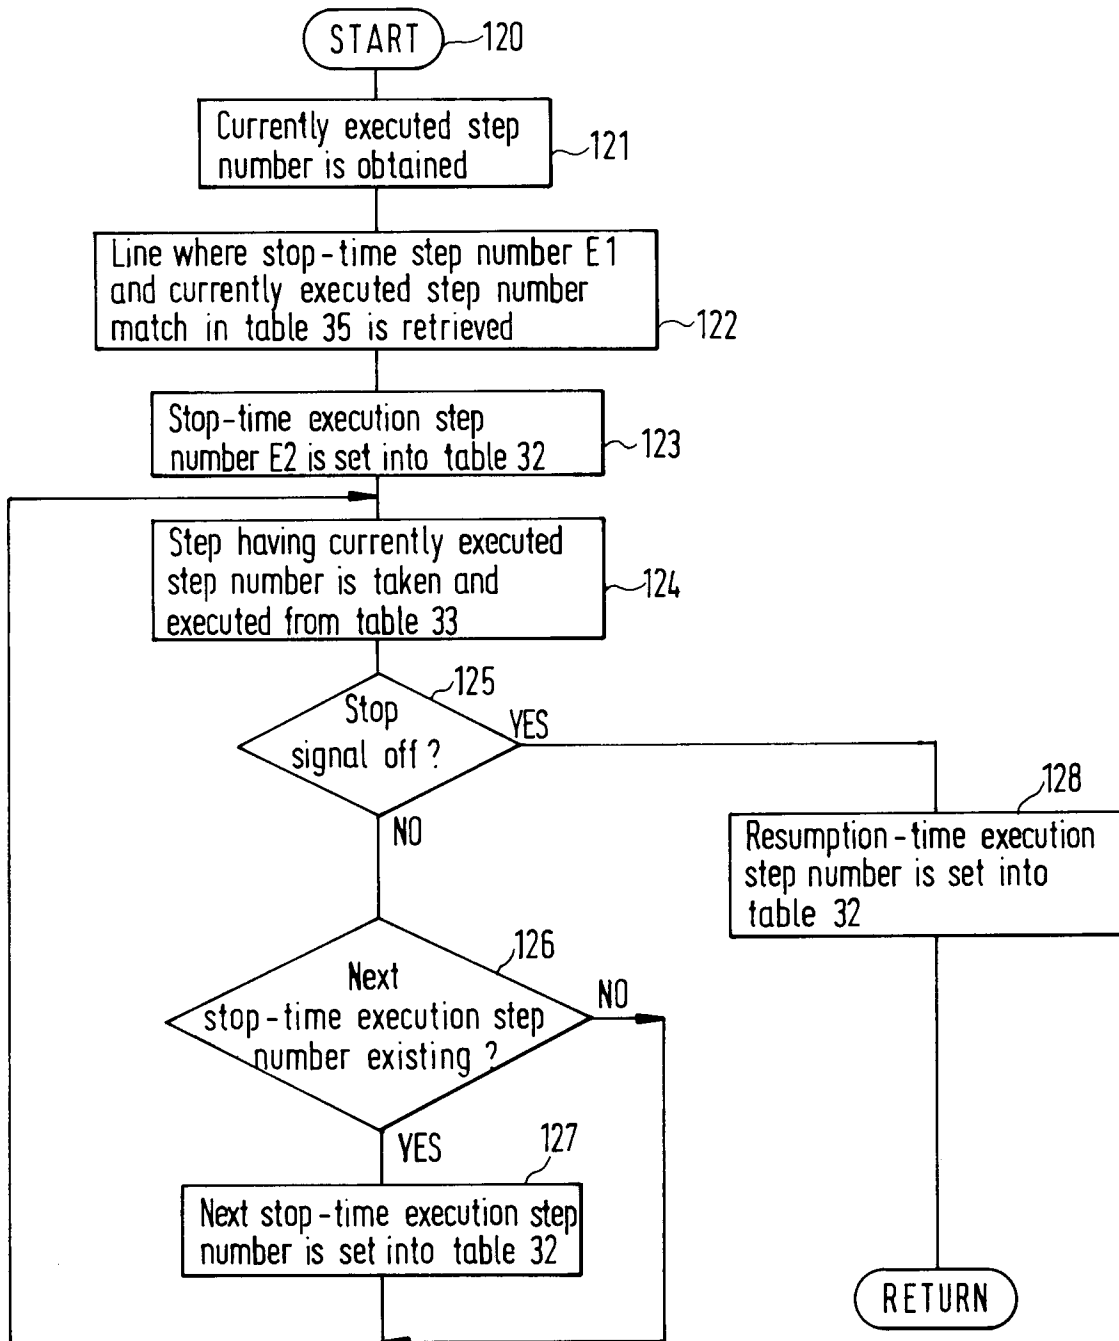 START
120
Currently executed step
number is obtained
121
Line where stop-time step number E1
and currently executed step number
match in table 35 is retrieved
122
Stop-time execution step
number E2 is set into table 32
123
Step having currently executed
step number is taken and
executed from table 33
124
125
Stop
signal off ?
YES
NO
128
Resumption-time execution
step number is set into
table 32
126
Next
stop-time execution step
number existing ?
NO
YES
127
Next stop-time execution step
number is set into table 32
RETURN